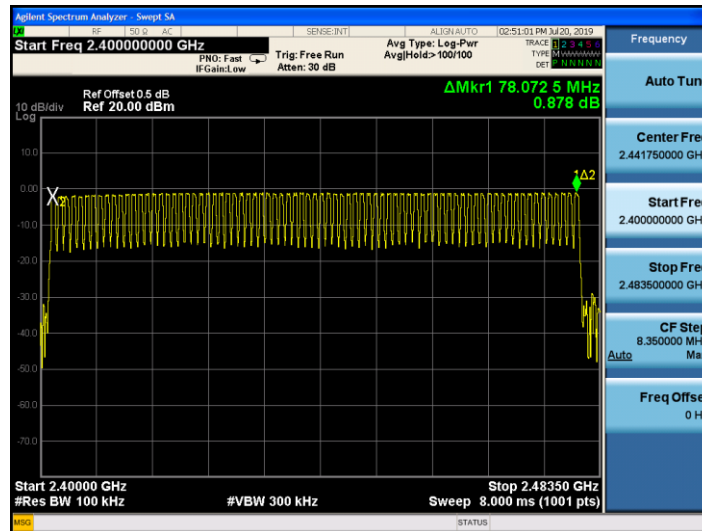 Agilent Spectrum Analyzer - Swept SA
RF 50 Ω AC SENSE:INT ALIGN AUTO 02:51:01 PM Jul 20, 2019
Start Freq 2.400000000 GHz
PNO: Fast
IFGain:Low
Trig: Free Run
Atten: 30 dB
Avg Type: Log-Pwr
Avg|Hold:>100/100
TRACE 1 2 3 4 5 6
TYPE M WWWWW
DET P N N N N N
Ref Offset 0.5 dB
10 dB/div Ref 20.00 dBm
Log
ΔMkr1 78.072 5 MHz
0.878 dB
10.0
0.00
-10.0
-20.0
-30.0
-40.0
-50.0
-60.0
-70.0
X2
1Δ2
Start 2.40000 GHz Stop 2.48350 GHz
#Res BW 100 kHz #VBW 300 kHz Sweep 8.000 ms (1001 pts)
MSG STATUS
Frequency
Auto Tun
Center Fre
2.441750000 GH
Start Fre
2.400000000 GH
Stop Fre
2.483500000 GH
CF Step
8.350000 MH
Auto Ma
Freq Offse
0 H